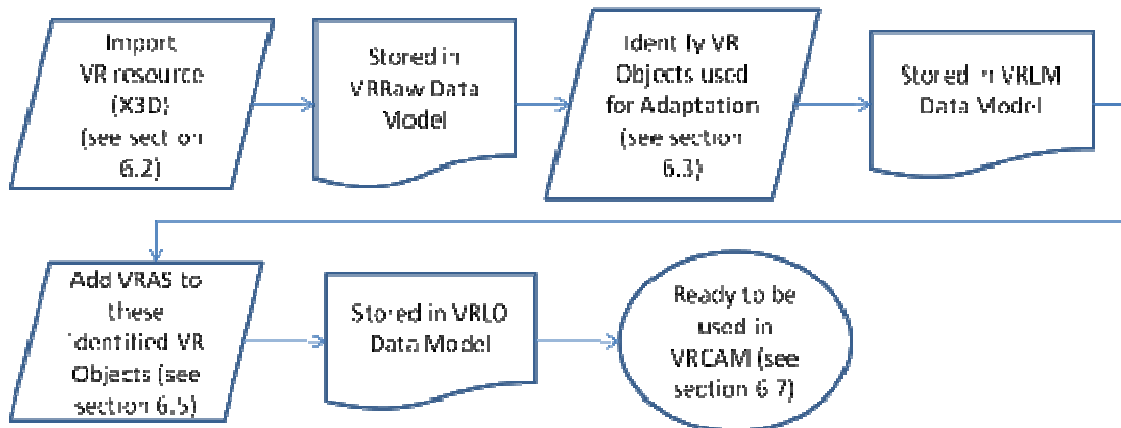 Import
VR resource
(X3D)
(see section
6.2)
Stored in
VRRaw Data
Model
Identify VR
Objects used
for Adaptation
(see section
6.3)
Stored in VRLM
Data Model
Add VRAS to
these
identified VR
Objects (see
section 6.5)
Stored in VRLO
Data Model
Ready to be
used in
VRCAM (see
section 6.7)